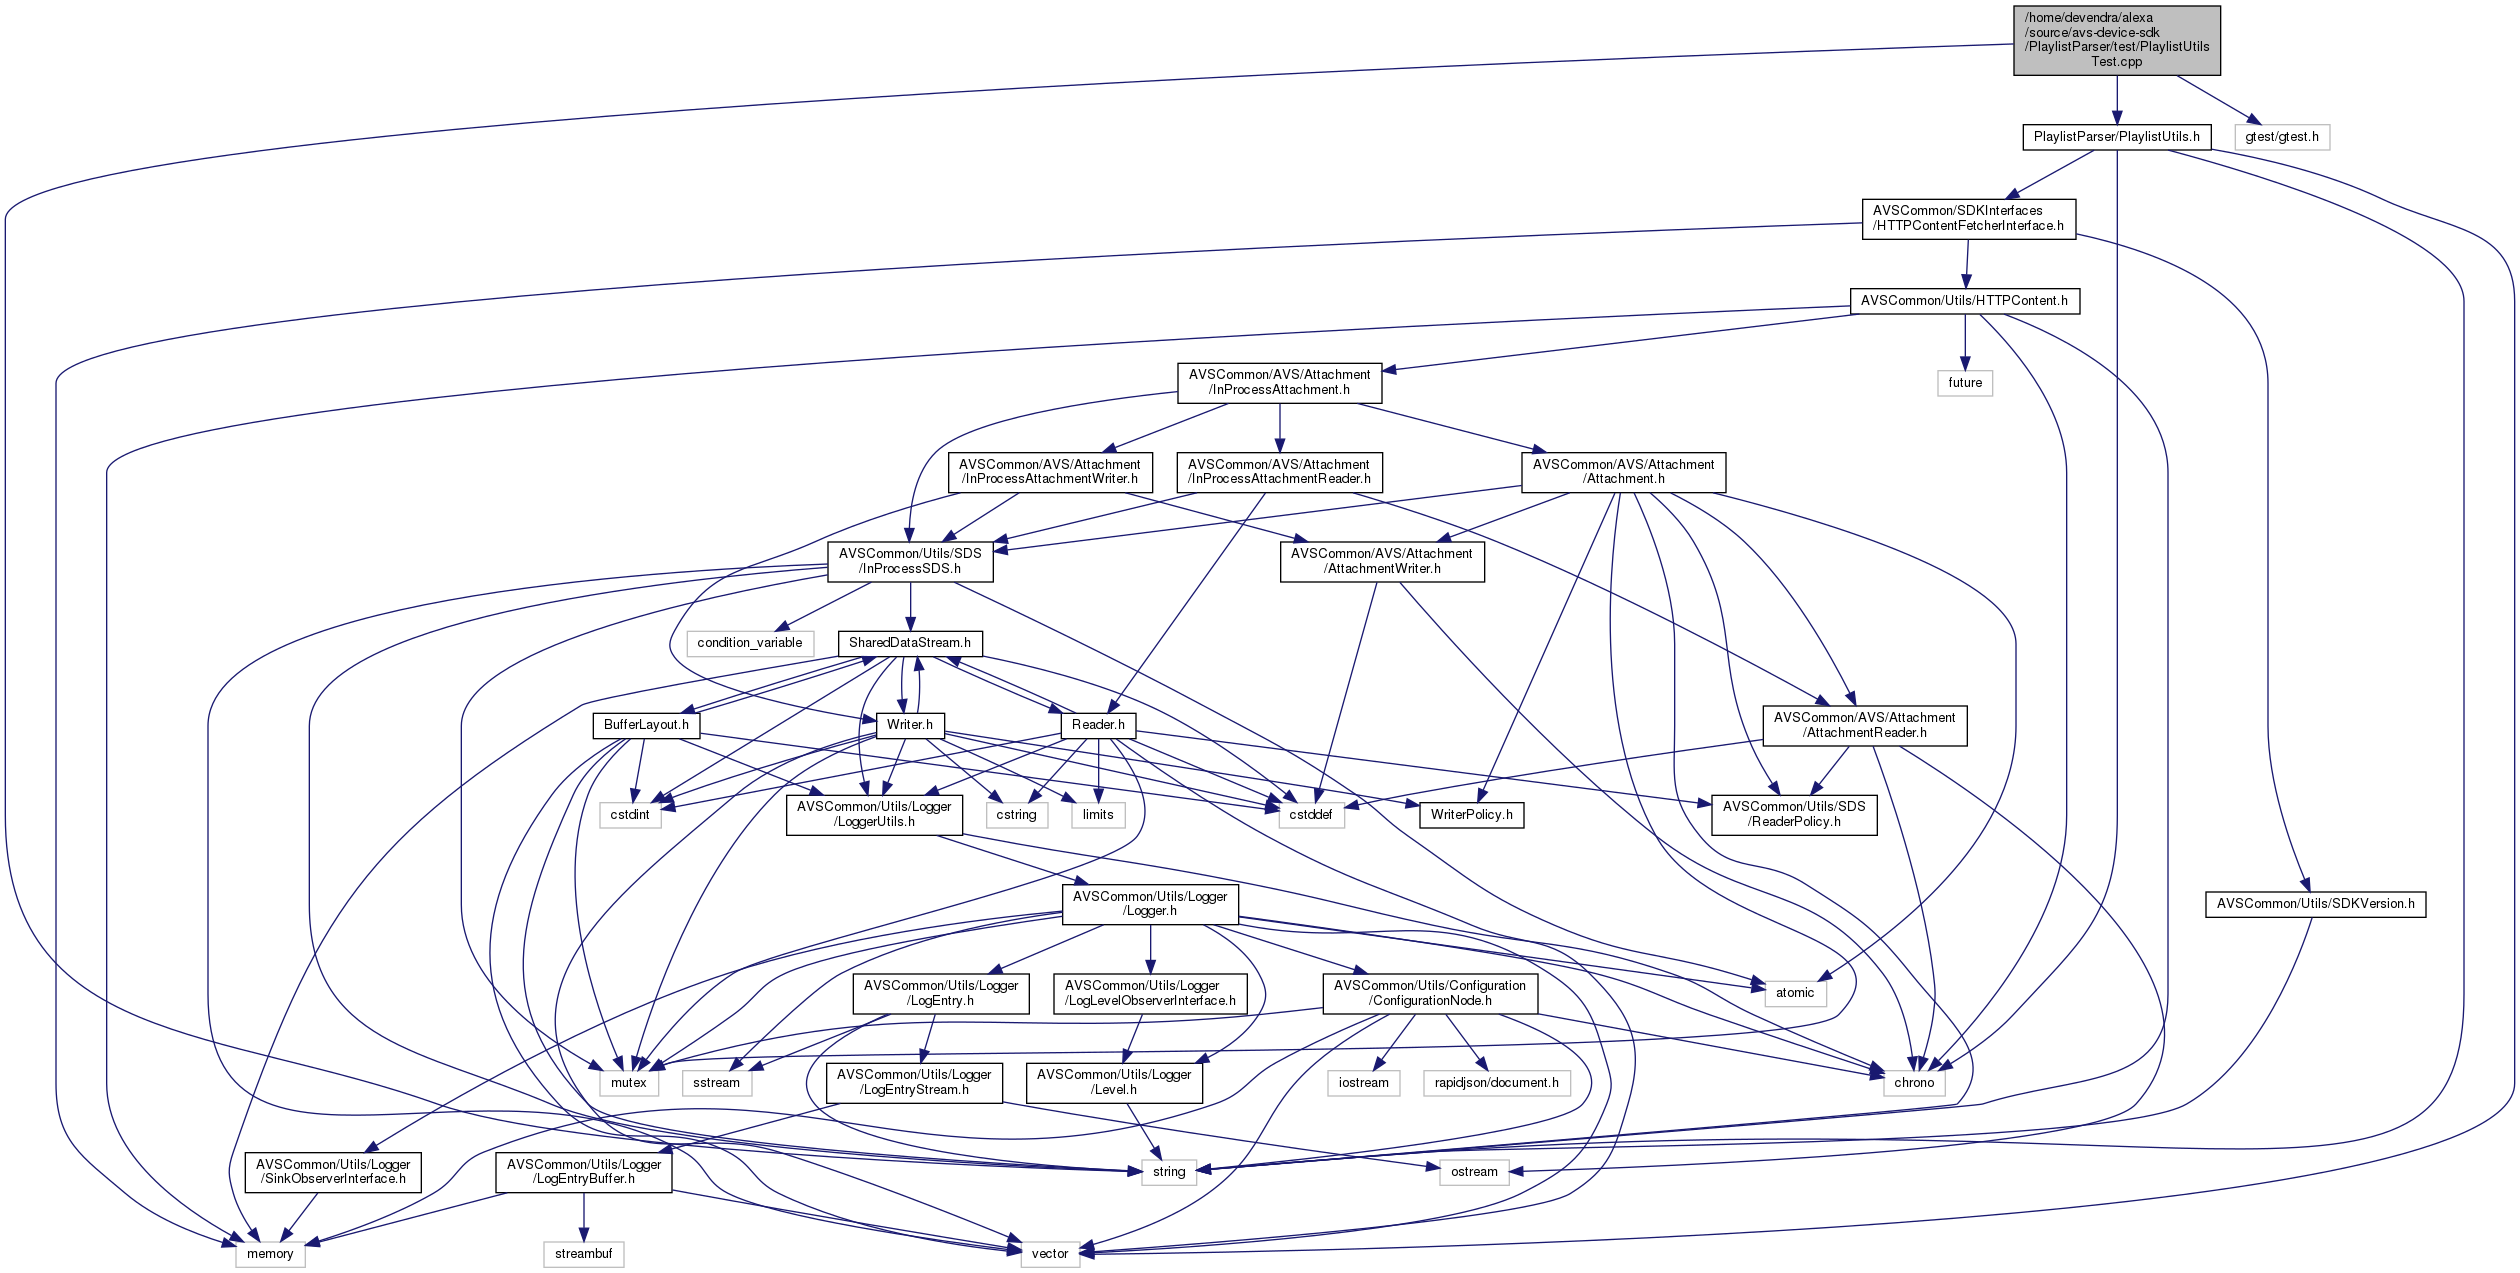 /home/devendra/alexa
/source/avs-device-sdk
/PlaylistParser/test/PlaylistUtils
Test.cpp
PlaylistParser/PlaylistUtils.h
gtest/gtest.h
AVSCommon/SDKInterfaces
/HTTPContentFetcherInterface.h
AVSCommon/Utils/HTTPContent.h
AVSCommon/AVS/Attachment
/InProcessAttachment.h
future
AVSCommon/AVS/Attachment
/InProcessAttachmentWriter.h
AVSCommon/AVS/Attachment
/InProcessAttachmentReader.h
AVSCommon/AVS/Attachment
/Attachment.h
AVSCommon/Utils/SDS
/InProcessSDS.h
AVSCommon/AVS/Attachment
/AttachmentWriter.h
condition_variable
SharedDataStream.h
BufferLayout.h
Writer.h
Reader.h
AVSCommon/AVS/Attachment
/AttachmentReader.h
cstdint
AVSCommon/Utils/Logger
/LoggerUtils.h
cstring
limits
cstddef
WriterPolicy.h
AVSCommon/Utils/SDS
/ReaderPolicy.h
AVSCommon/Utils/Logger
/Logger.h
AVSCommon/Utils/SDKVersion.h
AVSCommon/Utils/Logger
/LogEntry.h
AVSCommon/Utils/Logger
/LogLevelObserverInterface.h
AVSCommon/Utils/Configuration
/ConfigurationNode.h
atomic
mutex
sstream
AVSCommon/Utils/Logger
/LogEntryStream.h
AVSCommon/Utils/Logger
/Level.h
iostream
rapidjson/document.h
chrono
AVSCommon/Utils/Logger
/SinkObserverInterface.h
AVSCommon/Utils/Logger
/LogEntryBuffer.h
ostream
string
memory
streambuf
vector